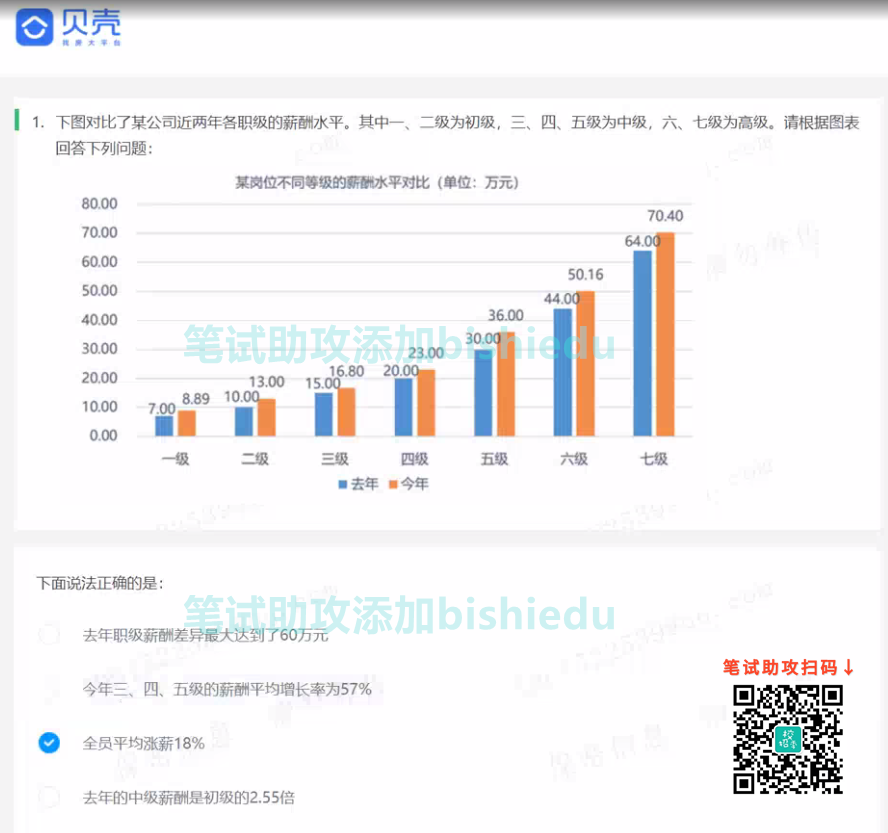 贝壳
找房大平台
1. 下图对比了某公司近两年各职级的薪酬水平。其中一、二级为初级，三、四、五级为中级，六、七级为高级。请根据图表
回答下列问题：
某岗位不同等级的薪酬水平对比（单位：万元）
80.00
70.00
60.00
50.00
40.00
30.00
20.00
10.00
0.00
7.00 8.89 10.00 13.00 15.00 16.80 20.00 23.00 30.00 36.00 44.00 50.16 64.00 70.40
一级 二级 三级 四级 五级 六级 七级
去年 今年
笔试助攻添加bishiedu
下面说法正确的是：
笔试助攻添加bishiedu
去年职级薪酬差异最大达到了60万元
今年三、四、五级的薪酬平均增长率为57%
全员平均涨薪18%
去年的中级薪酬是初级的2.55倍
笔试助攻扫码↓